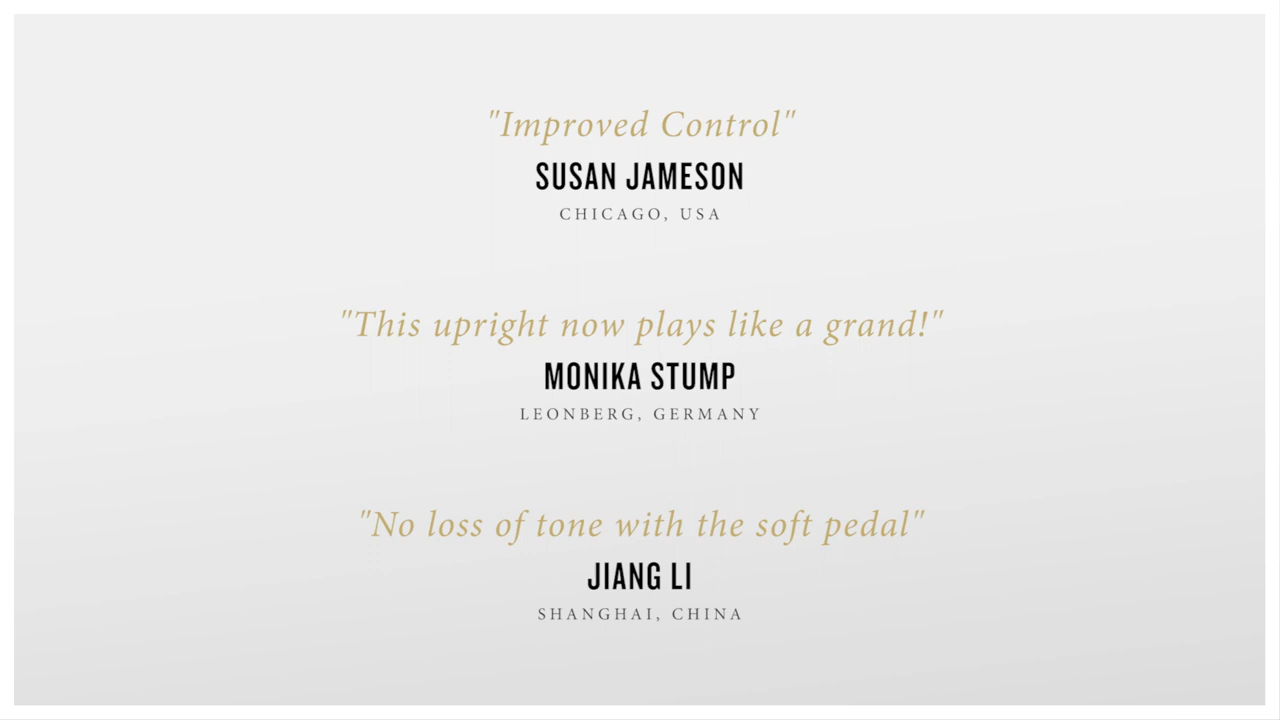 "Improved Control"
SUSAN JAMESON
CHICAGO, USA
"This upright now plays like a grand!"
MONIKA STUMP
LEONBERG, GERMANY
"No loss of tone with the soft pedal"
JIANG LI
SHANGHAI, CHINA